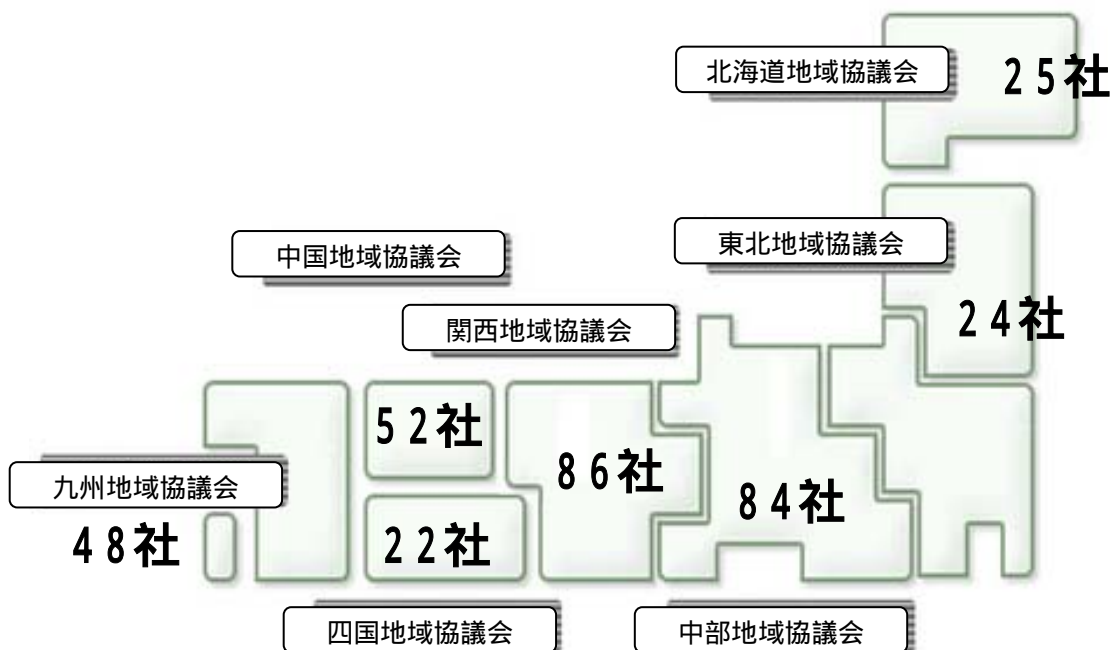 北海道地域協議会
２５社
東北地域協議会
２４社
中国地域協議会
関西地域協議会
５２社
８６社
８４社
九州地域協議会
４８社
２２社
四国地域協議会
中部地域協議会